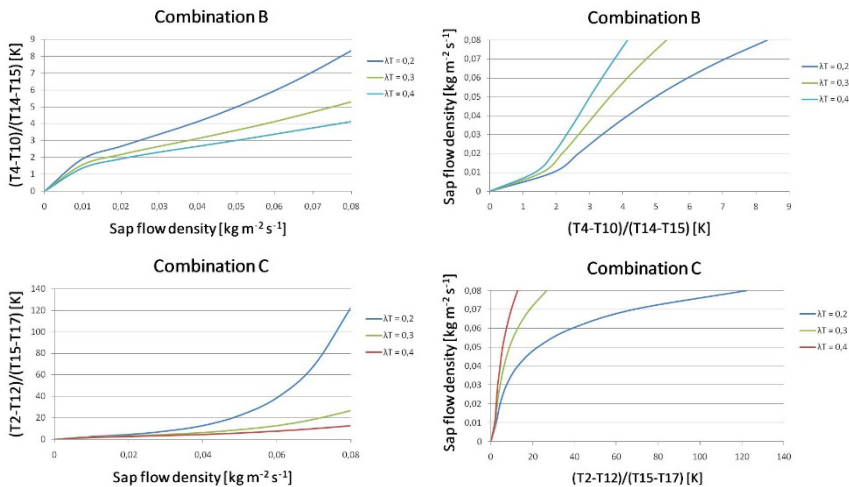 Combination B
(T4-T10)/(T14-T15) [K]
9
8
7
6
5
4
3
2
1
0
0 0,01 0,02 0,03 0,04 0,05 0,06 0,07 0,08
Sap flow density [kg m⁻² s⁻¹]
λT = 0,2
λT = 0,3
λT = 0,4
Combination B
Sap flow density [kg m⁻² s⁻¹]
0,08
0,07
0,06
0,05
0,04
0,03
0,02
0,01
0
0 1 2 3 4 5 6 7 8 9
(T4-T10)/(T14-T15) [K]
λT = 0,2
λT = 0,3
λT = 0,4
Combination C
(T2-T12)/(T15-T17) [K]
140
120
100
80
60
40
20
0
0 0,02 0,04 0,06 0,08
Sap flow density [kg m⁻² s⁻¹]
λT = 0,2
λT = 0,3
λT = 0,4
Combination C
Sap flow density [kg m⁻² s⁻¹]
0,08
0,07
0,06
0,05
0,04
0,03
0,02
0,01
0
0 20 40 60 80 100 120 140
(T2-T12)/(T15-T17) [K]
λT = 0,2
λT = 0,3
λT = 0,4